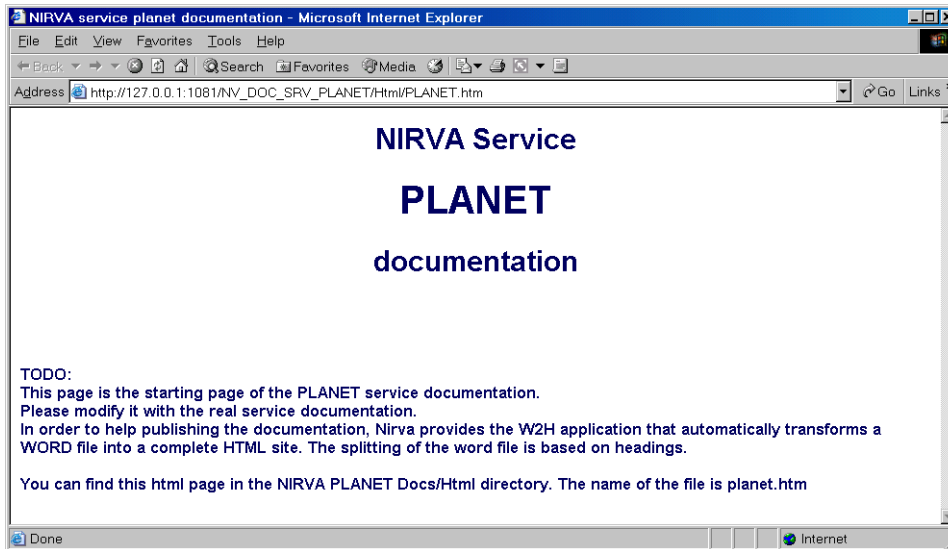 NIRVA service planet documentation - Microsoft Internet Explorer
File Edit View Favorites Tools Help
Back Search Favorites Media
Address http://127.0.0.1:1081/NV_DOC_SRV_PLANET/Html/PLANET.htm Go Links
NIRVA Service
PLANET
documentation
TODO:
This page is the starting page of the PLANET service documentation.
Please modify it with the real service documentation.
In order to help publishing the documentation, Nirva provides the W2H application that automatically transforms a
WORD file into a complete HTML site. The splitting of the word file is based on headings.
You can find this html page in the NIRVA PLANET Docs/Html directory. The name of the file is planet.htm
Done Internet